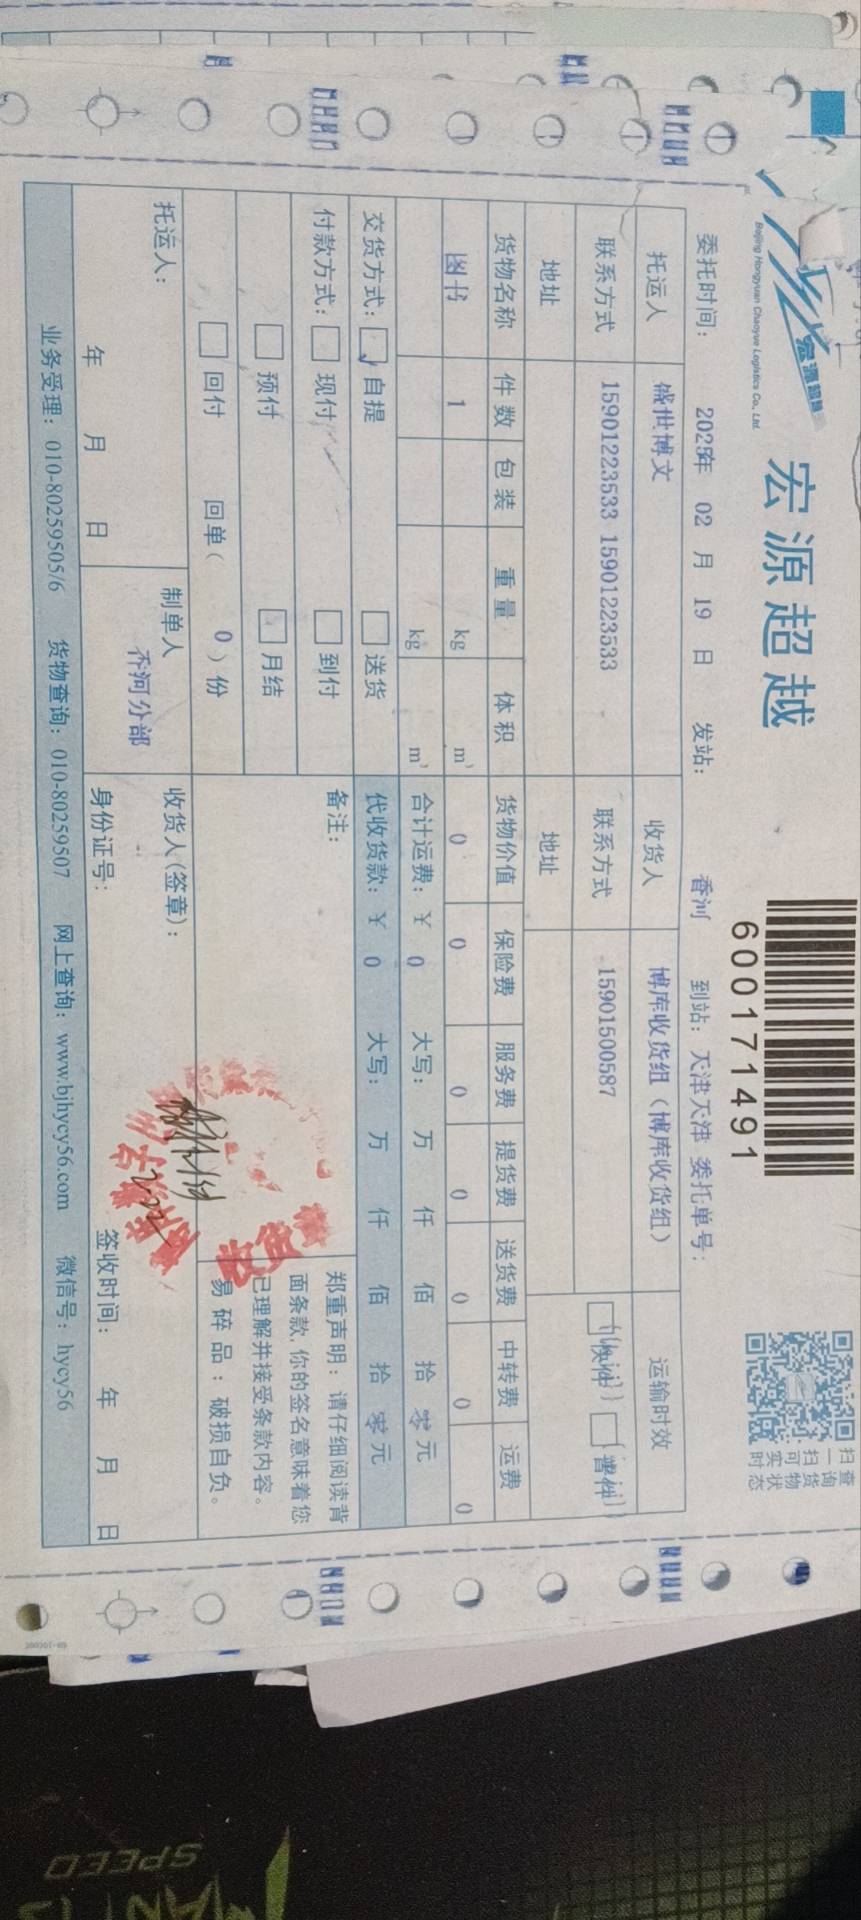 宏源超越
Beijing Hongyuan Chaoyue Logistics Co., Ltd.
宏源超越
600171491
扫一扫可实时
查询货物状态
委托时间： 2025年 02 月 19 日 发站： 香河 到站：天津天津 委托单号：
托运人 盛世博文 收货人 博库收货组（博库收货组） 运输时效
联系方式 15901223533 15901223533 联系方式 15901500587
地址 地址
货物名称 件数 包装 重量 体积 货物价值 保险费 服务费 提货费 送货费 中转费 运费
图书 1 kg m³ 0 0 0 0 0 0 0
kg m³ 合计运费：￥ 0 大写： 万 仟 佰 拾 零 元
交货方式： 自提 送货 代收货款：￥ 0 大写： 万 仟 佰 拾 零 元
付款方式： 现付 到付 备注：
预付 月结
回付 回单（ 0 ）份
郑重声明：请仔细阅读背
面条款，你的签名意味着您
已理解并接受条款内容。
易碎品：破损自负。
托运人： 制单人 收货人(签章)：
香河分部
年 月 日 身份证号： 签收时间： 年 月 日
业务受理：010-80259505/6 货物查询：010-80259507 网上查询：www.bjhycy56.com 微信号：hycy56
SPEED